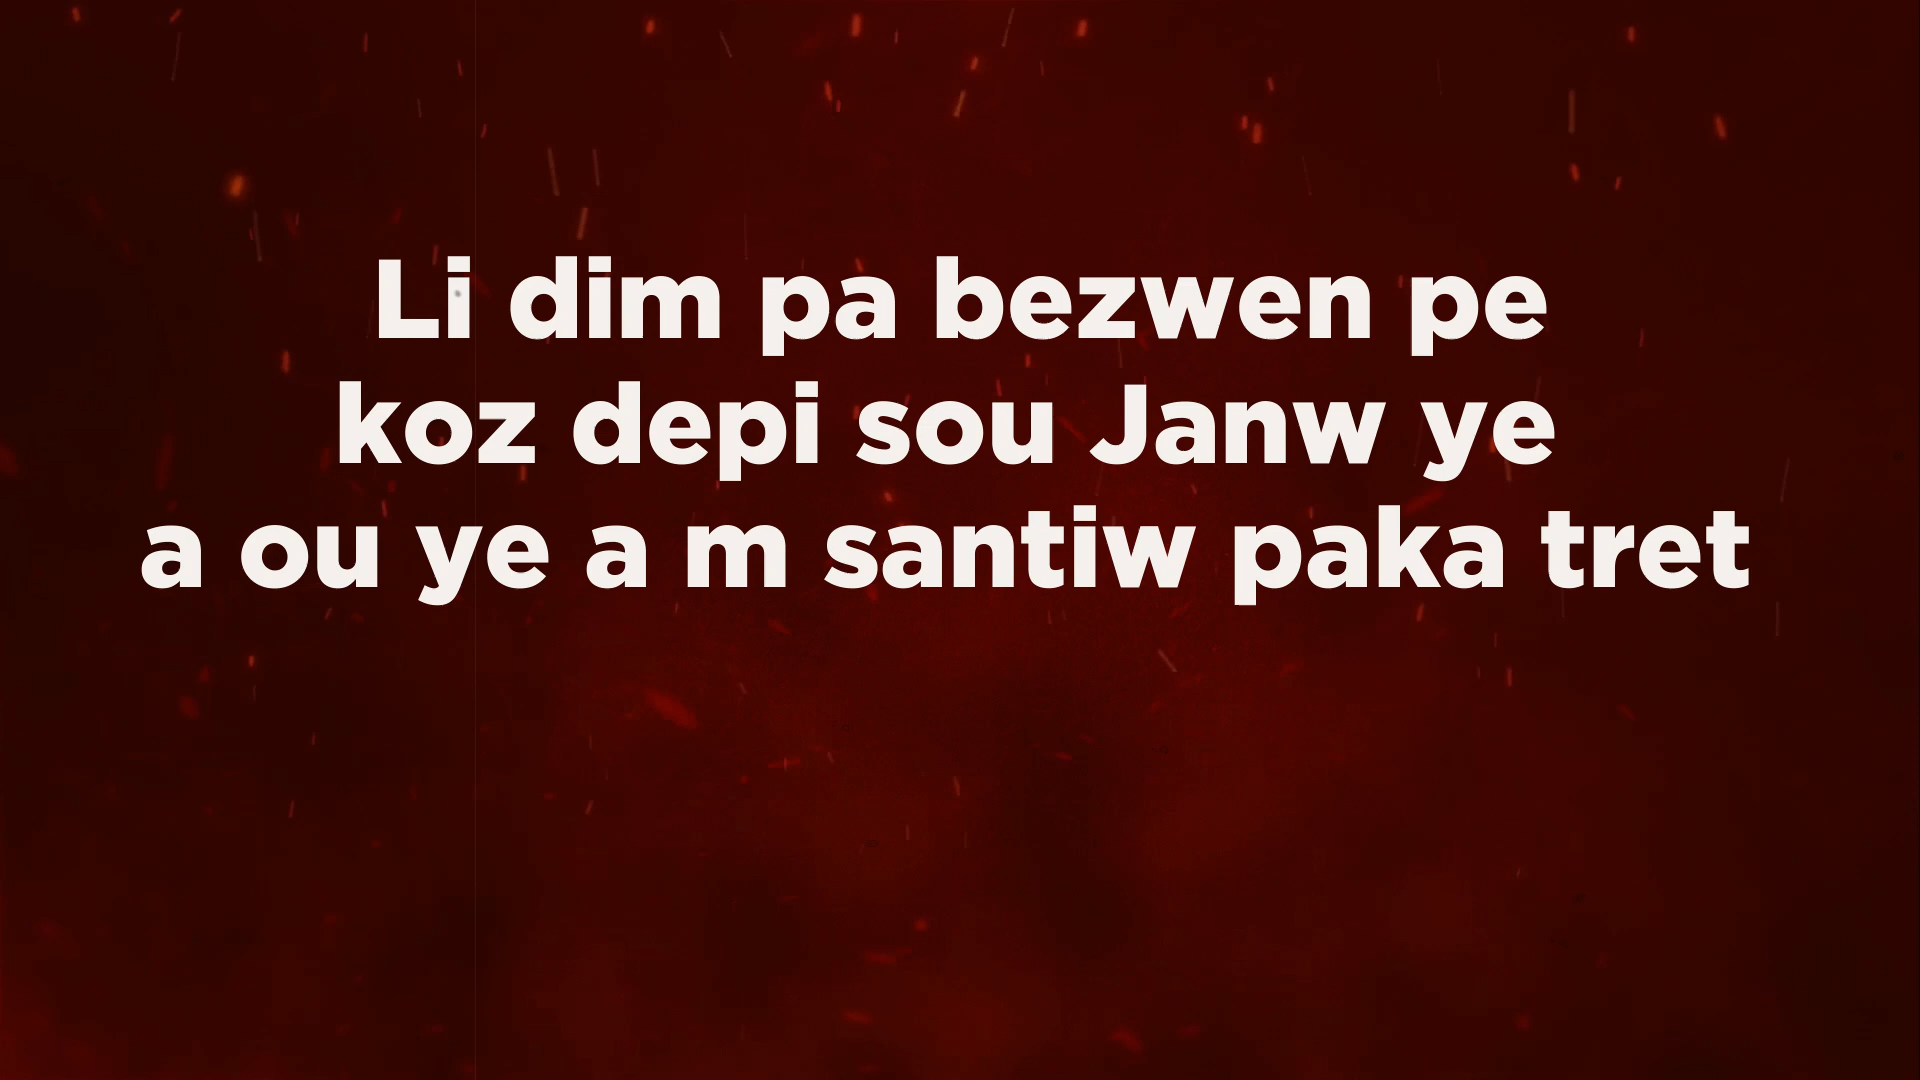 Li dim pa bezwen pe
koz depi sou Janw ye
a ou ye a m santiw paka tret